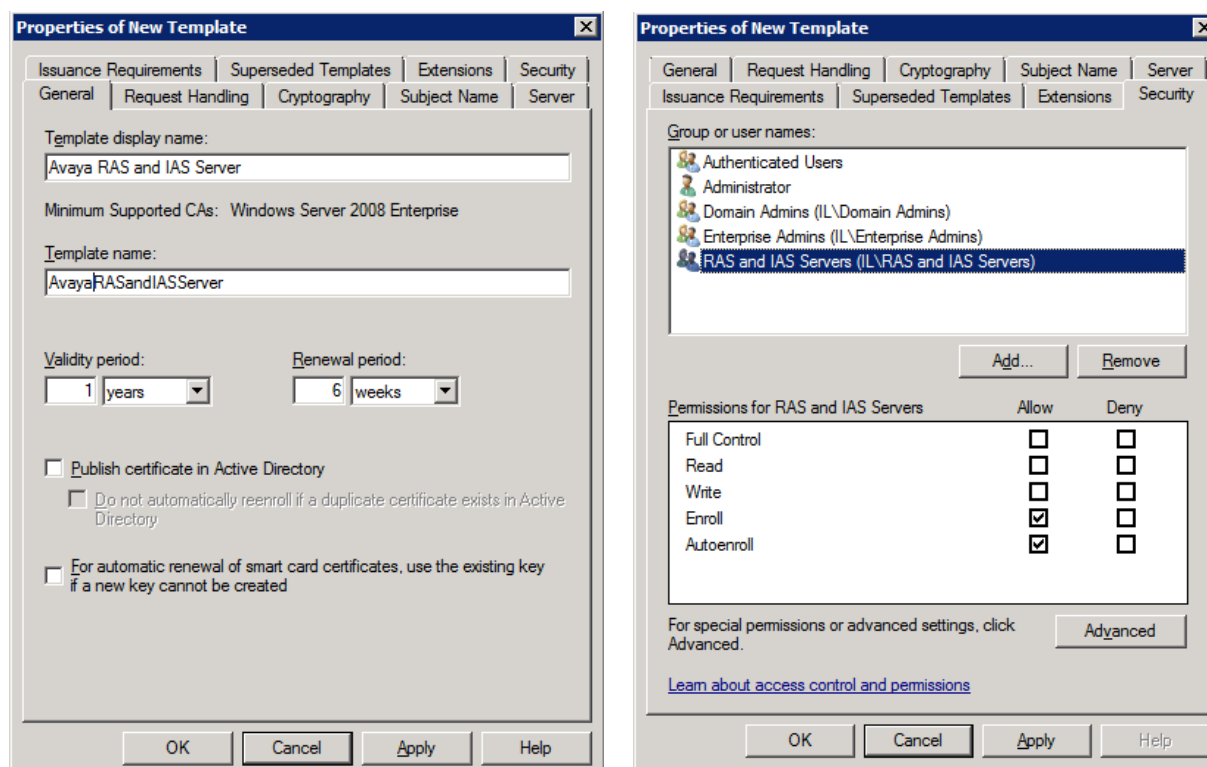 Properties of New Template
Issuance Requirements Superseded Templates Extensions Security
General Request Handling Cryptography Subject Name Server
Template display name:
Avaya RAS and IAS Server
Minimum Supported CAs: Windows Server 2008 Enterprise
Template name:
AvayaRASandIASServer
Validity period: Renewal period:
1 years 6 weeks
Publish certificate in Active Directory
Do not automatically reenroll if a duplicate certificate exists in Active
Directory
For automatic renewal of smart card certificates, use the existing key
if a new key cannot be created
OK Cancel Apply Help
Properties of New Template
General Request Handling Cryptography Subject Name Server
Issuance Requirements Superseded Templates Extensions Security
Group or user names:
Authenticated Users
Administrator
Domain Admins (IL\Domain Admins)
Enterprise Admins (IL\Enterprise Admins)
RAS and IAS Servers (IL\RAS and IAS Servers)
Add... Remove
Permissions for RAS and IAS Servers Allow Deny
Full Control
Read
Write
Enroll
Autoenroll
For special permissions or advanced settings, click
Advanced.
Advanced
Learn about access control and permissions
OK Cancel Apply Help